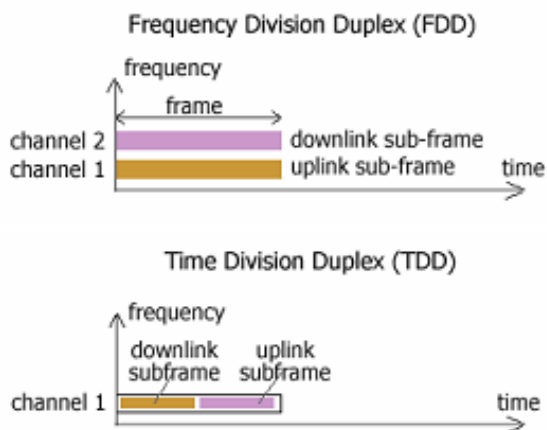 Frequency Division Duplex (FDD)
frequency
frame
channel 2
downlink sub-frame
channel 1
uplink sub-frame
time
Time Division Duplex (TDD)
frequency
downlink
subframe
uplink
subframe
channel 1
time